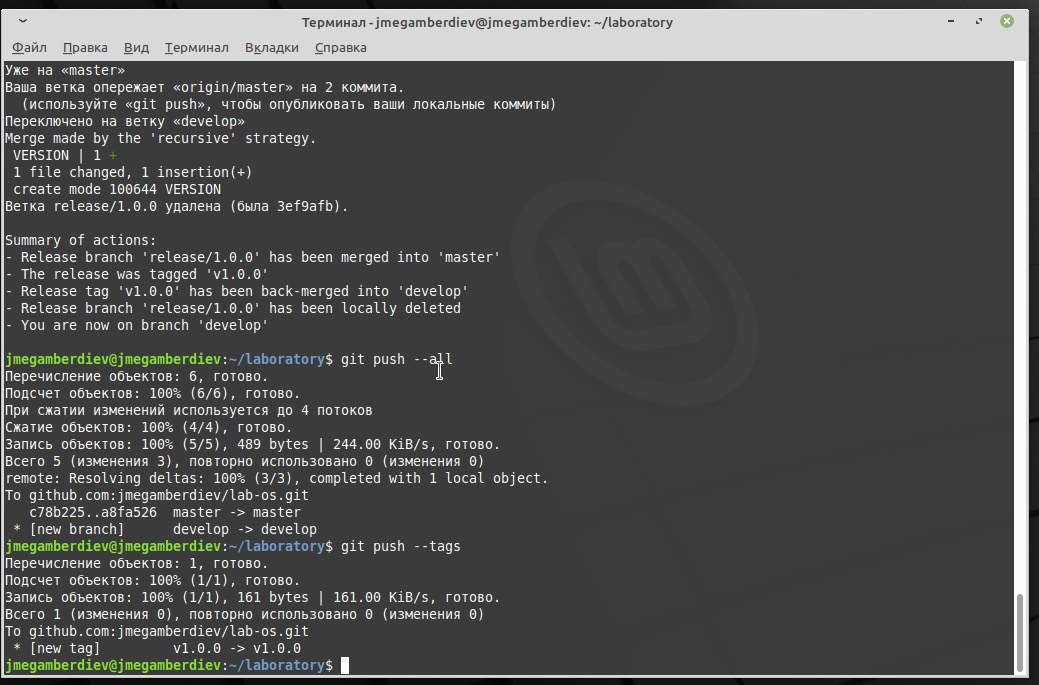 Терминал - jmegamberdiev@jmegamberdiev: ~/laboratory
Файл Правка Вид Терминал Вкладки Справка
Уже на «master»
Ваша ветка опережает «origin/master» на 2 коммита.
  (используйте «git push», чтобы опубликовать ваши локальные коммиты)
Переключено на ветку «develop»
Merge made by the 'recursive' strategy.
 VERSION | 1 +
 1 file changed, 1 insertion(+)
 create mode 100644 VERSION
Ветка release/1.0.0 удалена (была 3ef9afb).
Summary of actions:
- Release branch 'release/1.0.0' has been merged into 'master'
- The release was tagged 'v1.0.0'
- Release tag 'v1.0.0' has been back-merged into 'develop'
- Release branch 'release/1.0.0' has been locally deleted
- You are now on branch 'develop'
jmegamberdiev@jmegamberdiev:~/laboratory$ git push --all
Перечисление объектов: 6, готово.
Подсчет объектов: 100% (6/6), готово.
При сжатии изменений используется до 4 потоков
Сжатие объектов: 100% (4/4), готово.
Запись объектов: 100% (5/5), 489 bytes | 244.00 KiB/s, готово.
Всего 5 (изменения 3), повторно использовано 0 (изменения 0)
remote: Resolving deltas: 100% (3/3), completed with 1 local object.
To github.com:jmegamberdiev/lab-os.git
   c78b225..a8fa526  master -> master
 * [new branch]      develop -> develop
jmegamberdiev@jmegamberdiev:~/laboratory$ git push --tags
Перечисление объектов: 1, готово.
Подсчет объектов: 100% (1/1), готово.
Запись объектов: 100% (1/1), 161 bytes | 161.00 KiB/s, готово.
Всего 1 (изменения 0), повторно использовано 0 (изменения 0)
To github.com:jmegamberdiev/lab-os.git
 * [new tag]         v1.0.0 -> v1.0.0
jmegamberdiev@jmegamberdiev:~/laboratory$